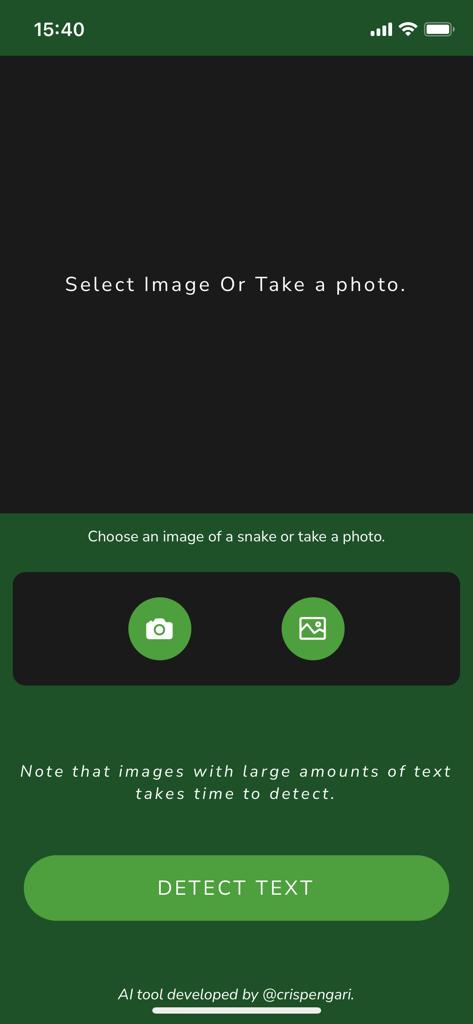 15:40
Select Image Or Take a photo.
Choose an image of a snake or take a photo.
Note that images with large amounts of text
takes time to detect.
DETECT TEXT
AI tool developed by @crispengari.